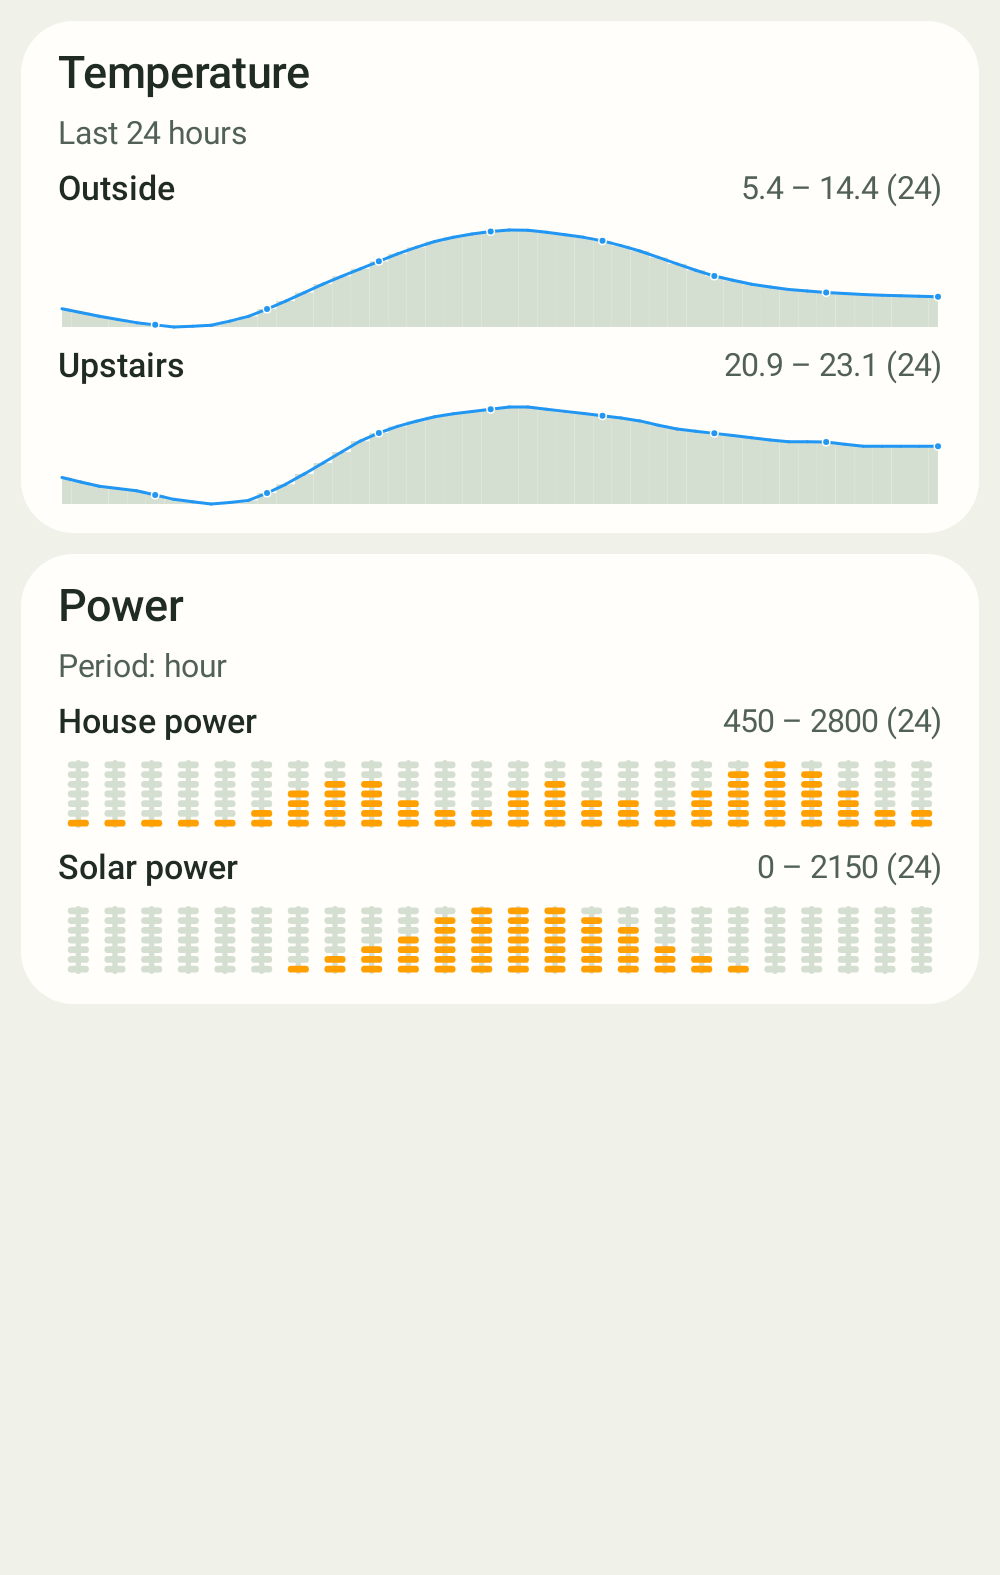 Temperature
Last 24 hours
Outside 5.4 – 14.4 (24)
Upstairs 20.9 – 23.1 (24)
Power
Period: hour
House power 450 – 2800 (24)
Solar power 0 – 2150 (24)